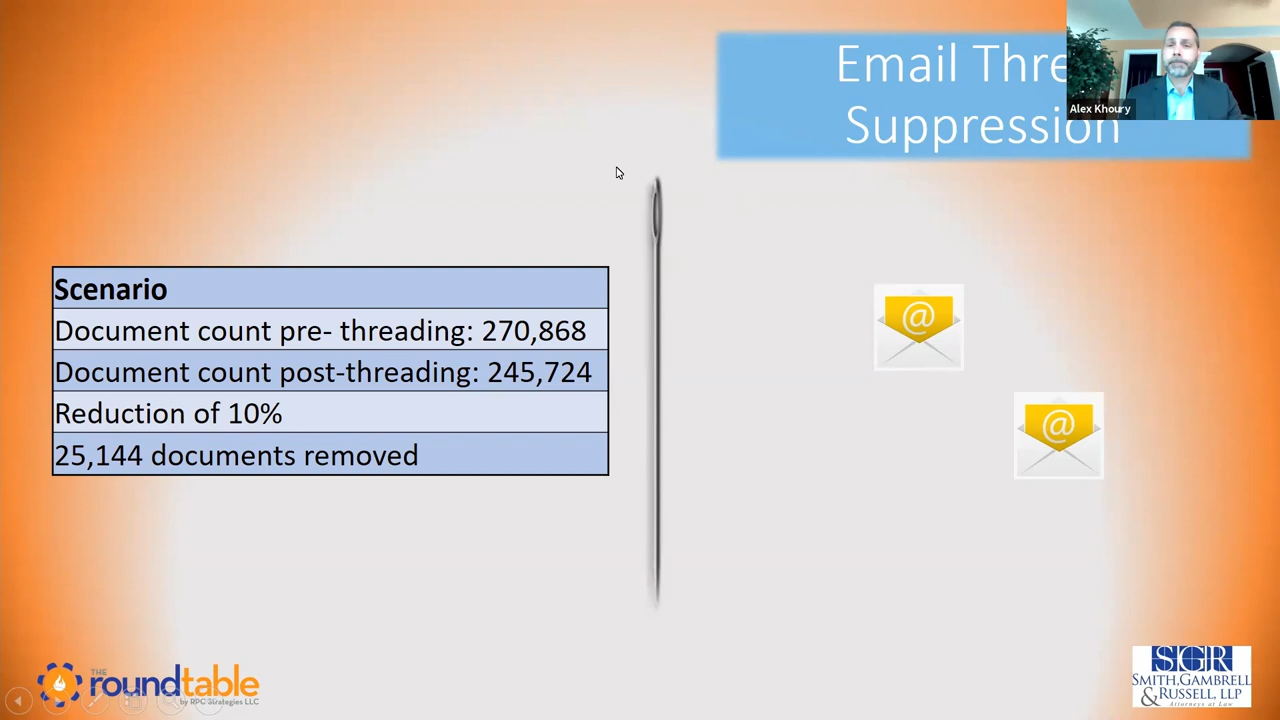 Email Thre
Suppression
Alex Khoury
Scenario
Document count pre- threading: 270,868
Document count post-threading: 245,724
Reduction of 10%
25,144 documents removed
@
@
THE
roundtable
by RPC Strategies LLC
SGR
SMITH, GAMBRELL
& RUSSELL, LLP
Attorneys at Law